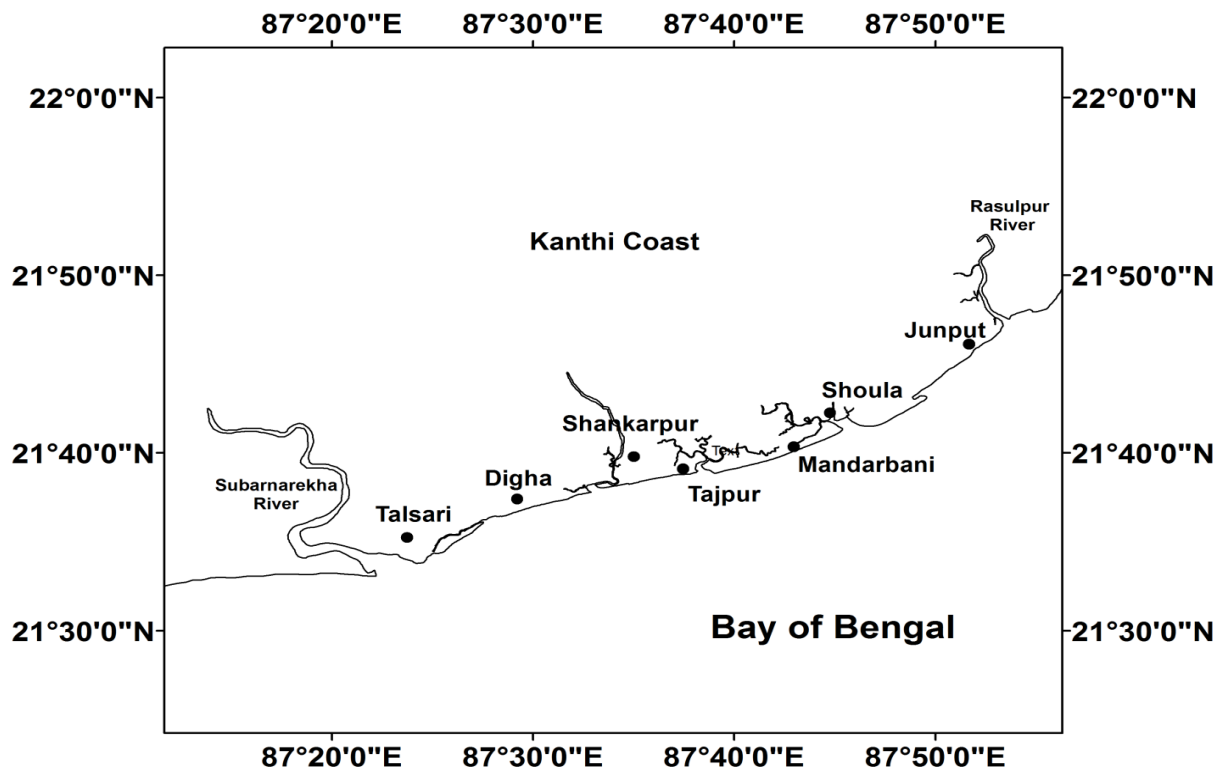 87°20'0"E 87°30'0"E 87°40'0"E 87°50'0"E
22°0'0"N 22°0'0"N
Rasulpur
River
Kanthi Coast
21°50'0"N 21°50'0"N
Junput
Shoula
Shankarpur
21°40'0"N Text 21°40'0"N
Mandarbani
Digha
Subarnarekha
River
Tajpur
Talsari
21°30'0"N Bay of Bengal 21°30'0"N
87°20'0"E 87°30'0"E 87°40'0"E 87°50'0"E